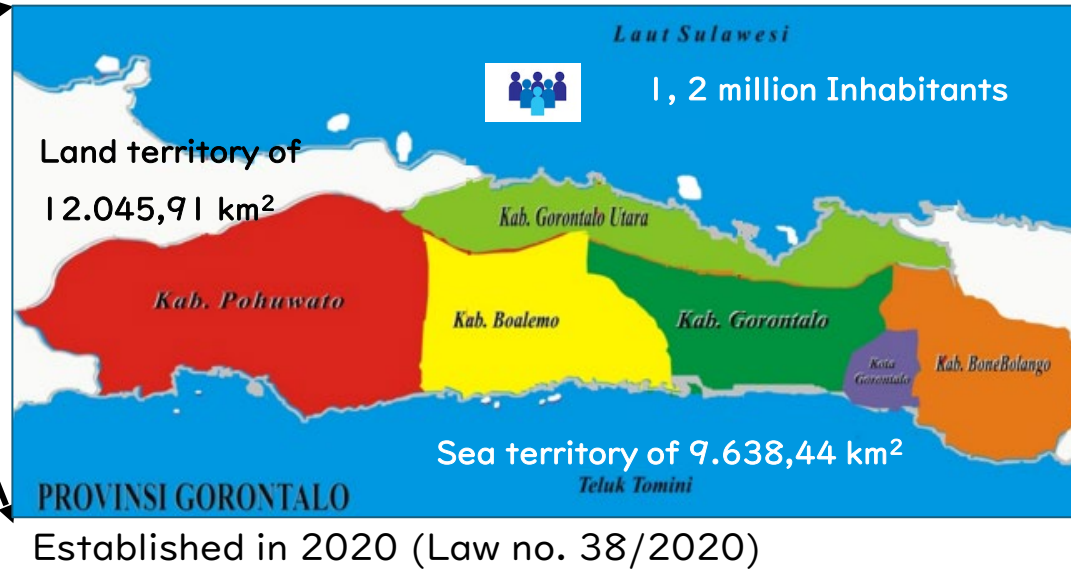 Laut Sulawesi
1, 2 million Inhabitants
Land territory of
12.045,91 km²
Kab. Gorontalo Utara
Kab. Pohuwato
Kab. Boalemo
Kab. Gorontalo
Kota
Gorontalo
Kab. BoneBolango
Sea territory of 9.638,44 km²
Teluk Tomini
PROVINSI GORONTALO
Established in 2020 (Law no. 38/2020)